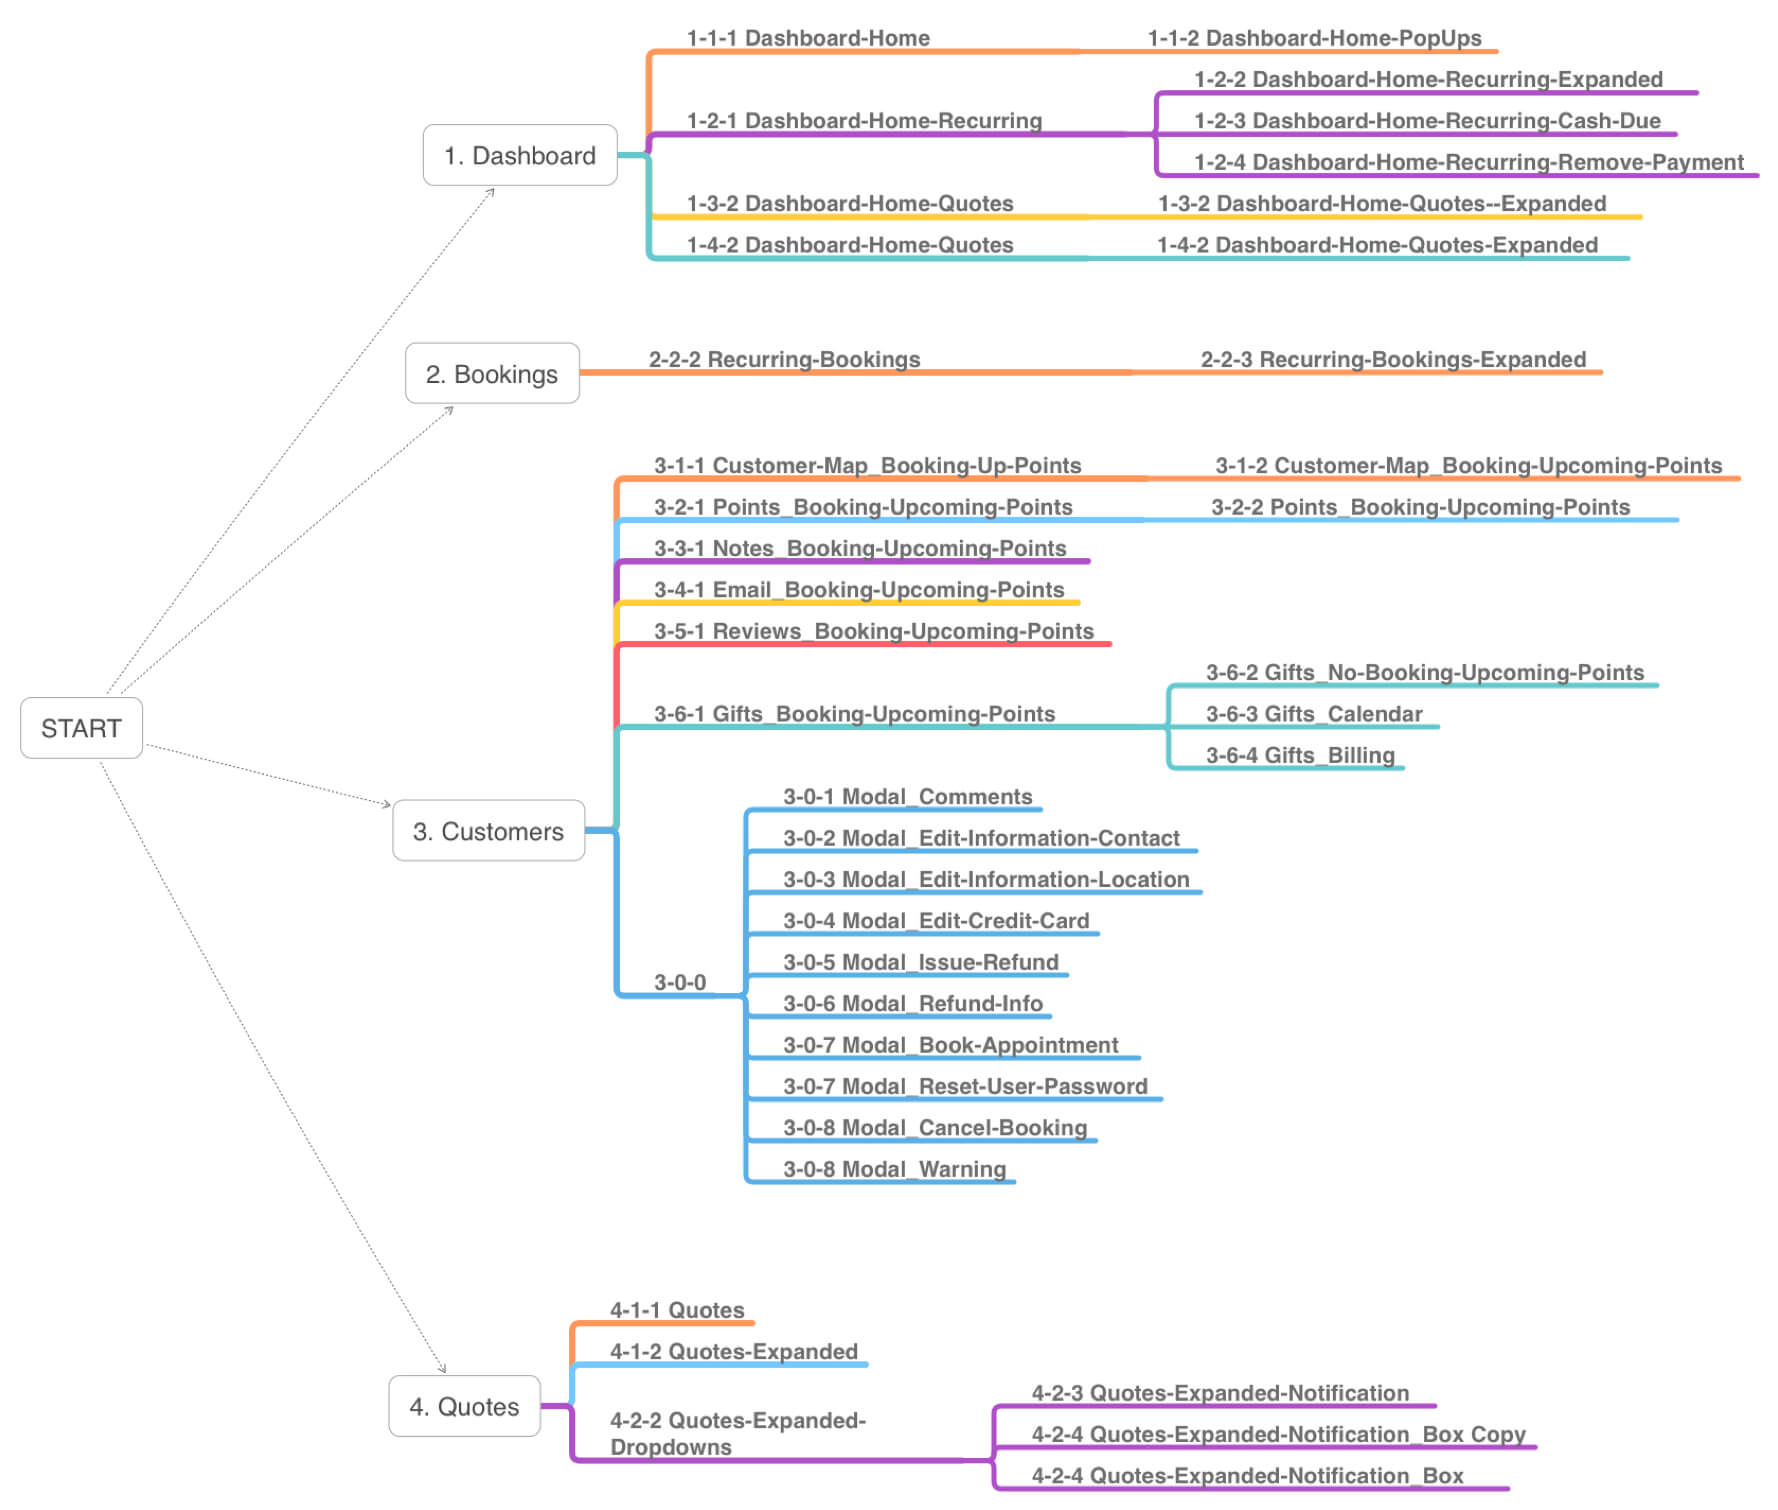 START
1. Dashboard
1-1-1 Dashboard-Home
1-1-2 Dashboard-Home-PopUps
1-2-1 Dashboard-Home-Recurring
1-2-2 Dashboard-Home-Recurring-Expanded
1-2-3 Dashboard-Home-Recurring-Cash-Due
1-2-4 Dashboard-Home-Recurring-Remove-Payment
1-3-2 Dashboard-Home-Quotes
1-3-2 Dashboard-Home-Quotes--Expanded
1-4-2 Dashboard-Home-Quotes
1-4-2 Dashboard-Home-Quotes-Expanded
2. Bookings
2-2-2 Recurring-Bookings
2-2-3 Recurring-Bookings-Expanded
3. Customers
3-1-1 Customer-Map_Booking-Up-Points
3-1-2 Customer-Map_Booking-Upcoming-Points
3-2-1 Points_Booking-Upcoming-Points
3-2-2 Points_Booking-Upcoming-Points
3-3-1 Notes_Booking-Upcoming-Points
3-4-1 Email_Booking-Upcoming-Points
3-5-1 Reviews_Booking-Upcoming-Points
3-6-1 Gifts_Booking-Upcoming-Points
3-6-2 Gifts_No-Booking-Upcoming-Points
3-6-3 Gifts_Calendar
3-6-4 Gifts_Billing
3-0-0
3-0-1 Modal_Comments
3-0-2 Modal_Edit-Information-Contact
3-0-3 Modal_Edit-Information-Location
3-0-4 Modal_Edit-Credit-Card
3-0-5 Modal_Issue-Refund
3-0-6 Modal_Refund-Info
3-0-7 Modal_Book-Appointment
3-0-7 Modal_Reset-User-Password
3-0-8 Modal_Cancel-Booking
3-0-8 Modal_Warning
4. Quotes
4-1-1 Quotes
4-1-2 Quotes-Expanded
4-2-2 Quotes-Expanded-
Dropdowns
4-2-3 Quotes-Expanded-Notification
4-2-4 Quotes-Expanded-Notification_Box Copy
4-2-4 Quotes-Expanded-Notification_Box